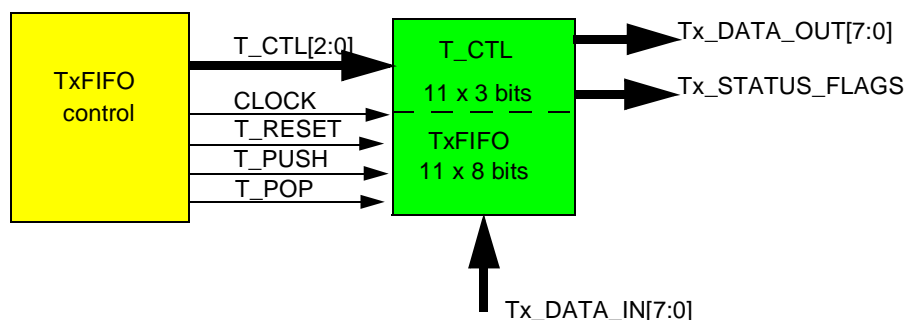 TxFIFO
control
T_CTL[2:0]
CLOCK
T_RESET
T_PUSH
T_POP
T_CTL
11 x 3 bits
TxFIFO
11 x 8 bits
Tx_DATA_OUT[7:0]
Tx_STATUS_FLAGS
Tx_DATA_IN[7:0]